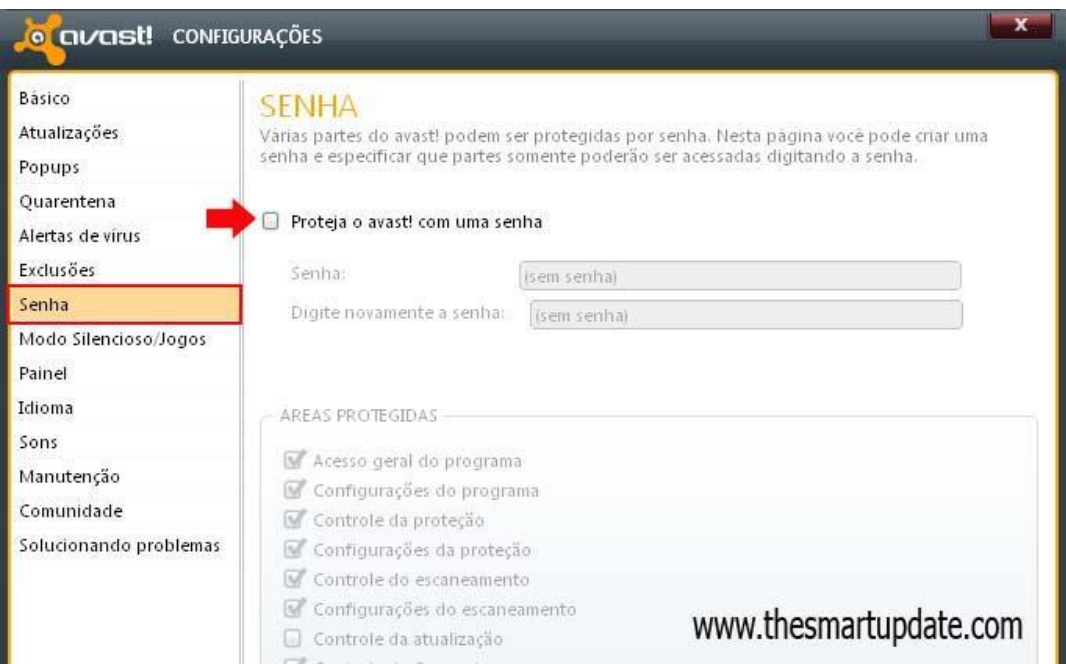 avast! CONFIGURAÇÕES
x
Básico
Atualizações
Popups
Quarentena
Alertas de vírus
Exclusões
Senha
Modo Silencioso/Jogos
Painel
Idioma
Sons
Manutenção
Comunidade
Solucionando problemas
SENHA
Várias partes do avast! podem ser protegidas por senha. Nesta página você pode criar uma
senha e especificar que partes somente poderão ser acessadas digitando a senha.
Proteja o avast! com uma senha
Senha: (sem senha)
Digite novamente a senha: (sem senha)
ÁREAS PROTEGIDAS
Acesso geral do programa
Configurações do programa
Controle da proteção
Configurações da proteção
Controle do escaneamento
Configurações do escaneamento
Controle da atualização
www.thesmartupdate.com